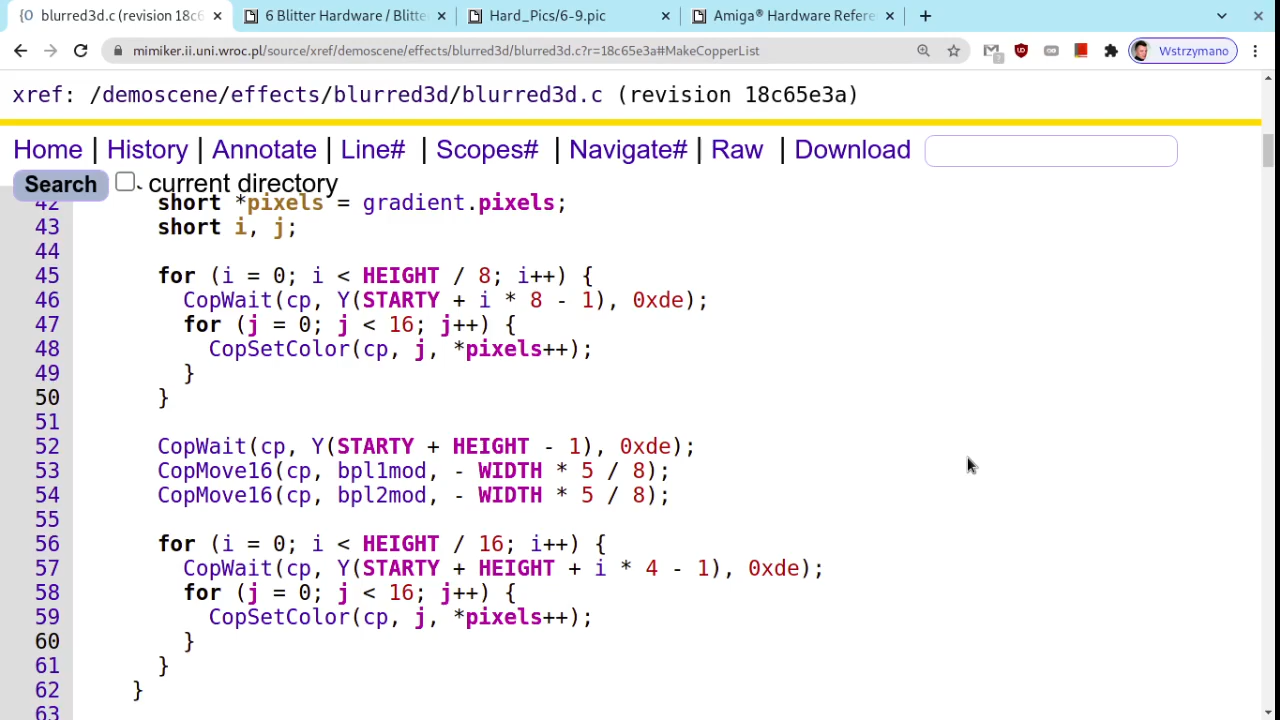 blurred3d.c (revision 18c6
6 Blitter Hardware / Blitte
Hard_Pics/6-9.pic
Amiga® Hardware Refere
mimiker.ii.uni.wroc.pl/source/xref/demoscene/effects/blurred3d/blurred3d.c?r=18c65e3a#MakeCopperList
Wstrzymano
xref: /demoscene/effects/blurred3d/blurred3d.c (revision 18c65e3a)
Home | History | Annotate | Line# | Scopes# | Navigate# | Raw | Download
Search current directory
42 short *pixels = gradient.pixels;
43 short i, j;
44
45 for (i = 0; i < HEIGHT / 8; i++) {
46 CopWait(cp, Y(STARTY + i * 8 - 1), 0xde);
47 for (j = 0; j < 16; j++) {
48 CopSetColor(cp, j, *pixels++);
49 }
50 }
51
52 CopWait(cp, Y(STARTY + HEIGHT - 1), 0xde);
53 CopMove16(cp, bpl1mod, - WIDTH * 5 / 8);
54 CopMove16(cp, bpl2mod, - WIDTH * 5 / 8);
55
56 for (i = 0; i < HEIGHT / 16; i++) {
57 CopWait(cp, Y(STARTY + HEIGHT + i * 4 - 1), 0xde);
58 for (j = 0; j < 16; j++) {
59 CopSetColor(cp, j, *pixels++);
60 }
61 }
62 }
63